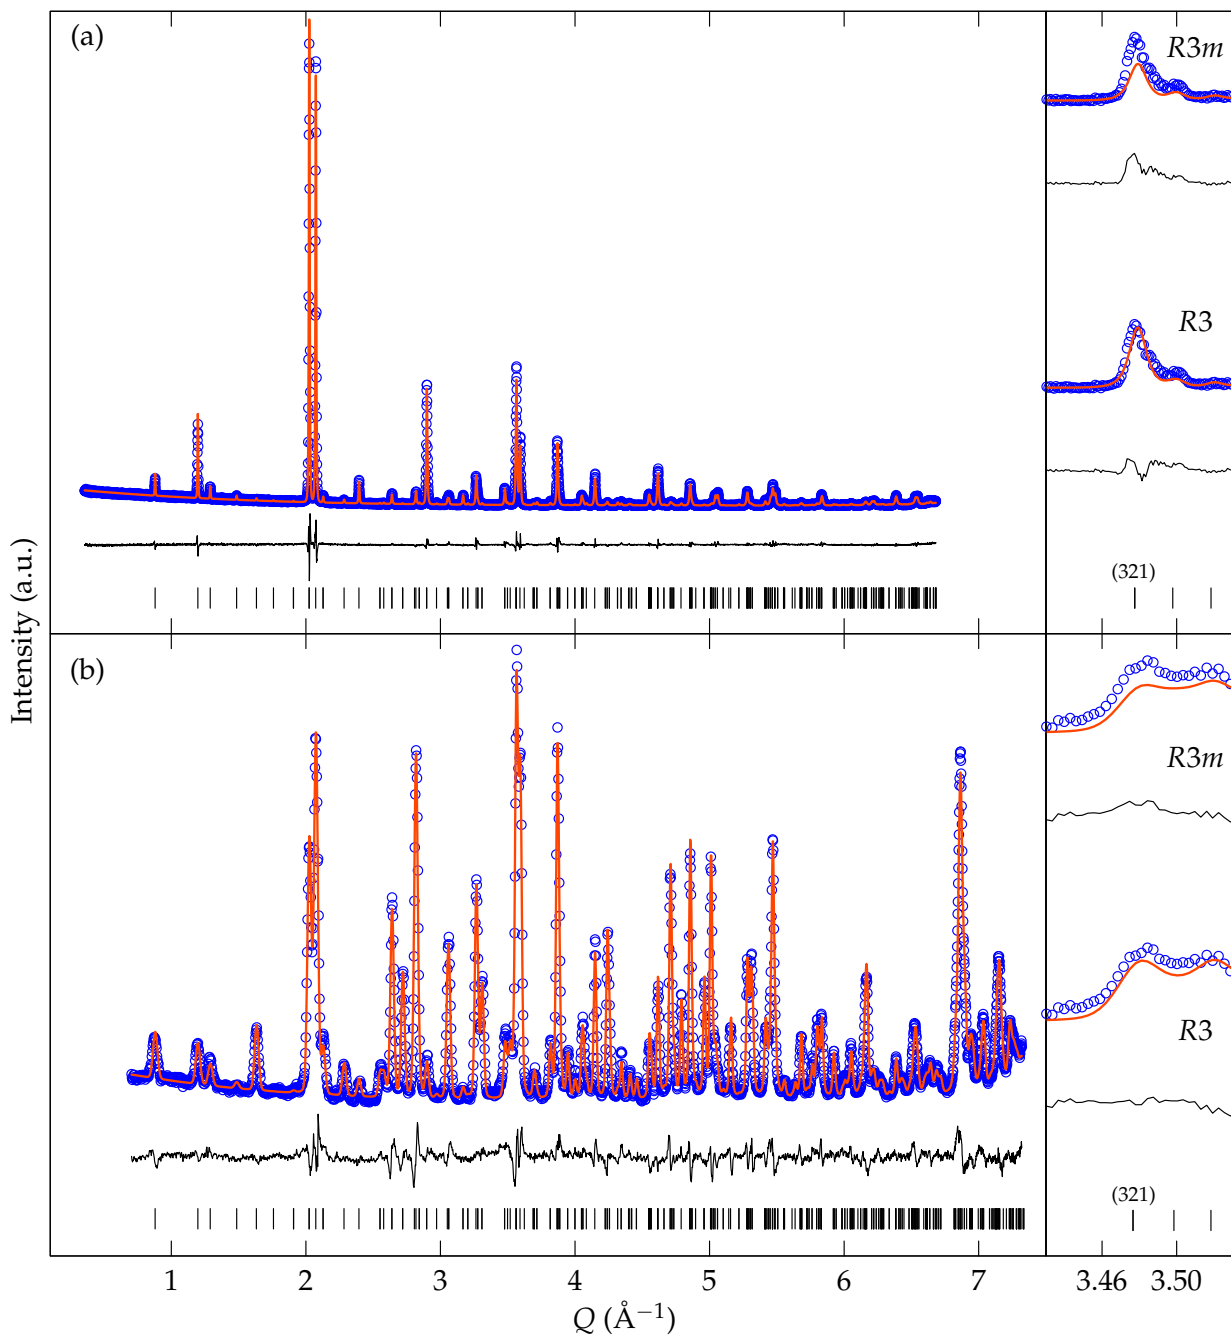 (a)
R3m
R3
(321)
(b)
R3m
R3
(321)
Intensity (a.u.)
1 2 3 4 5 6 7 3.46 3.50
Q (Å−1)